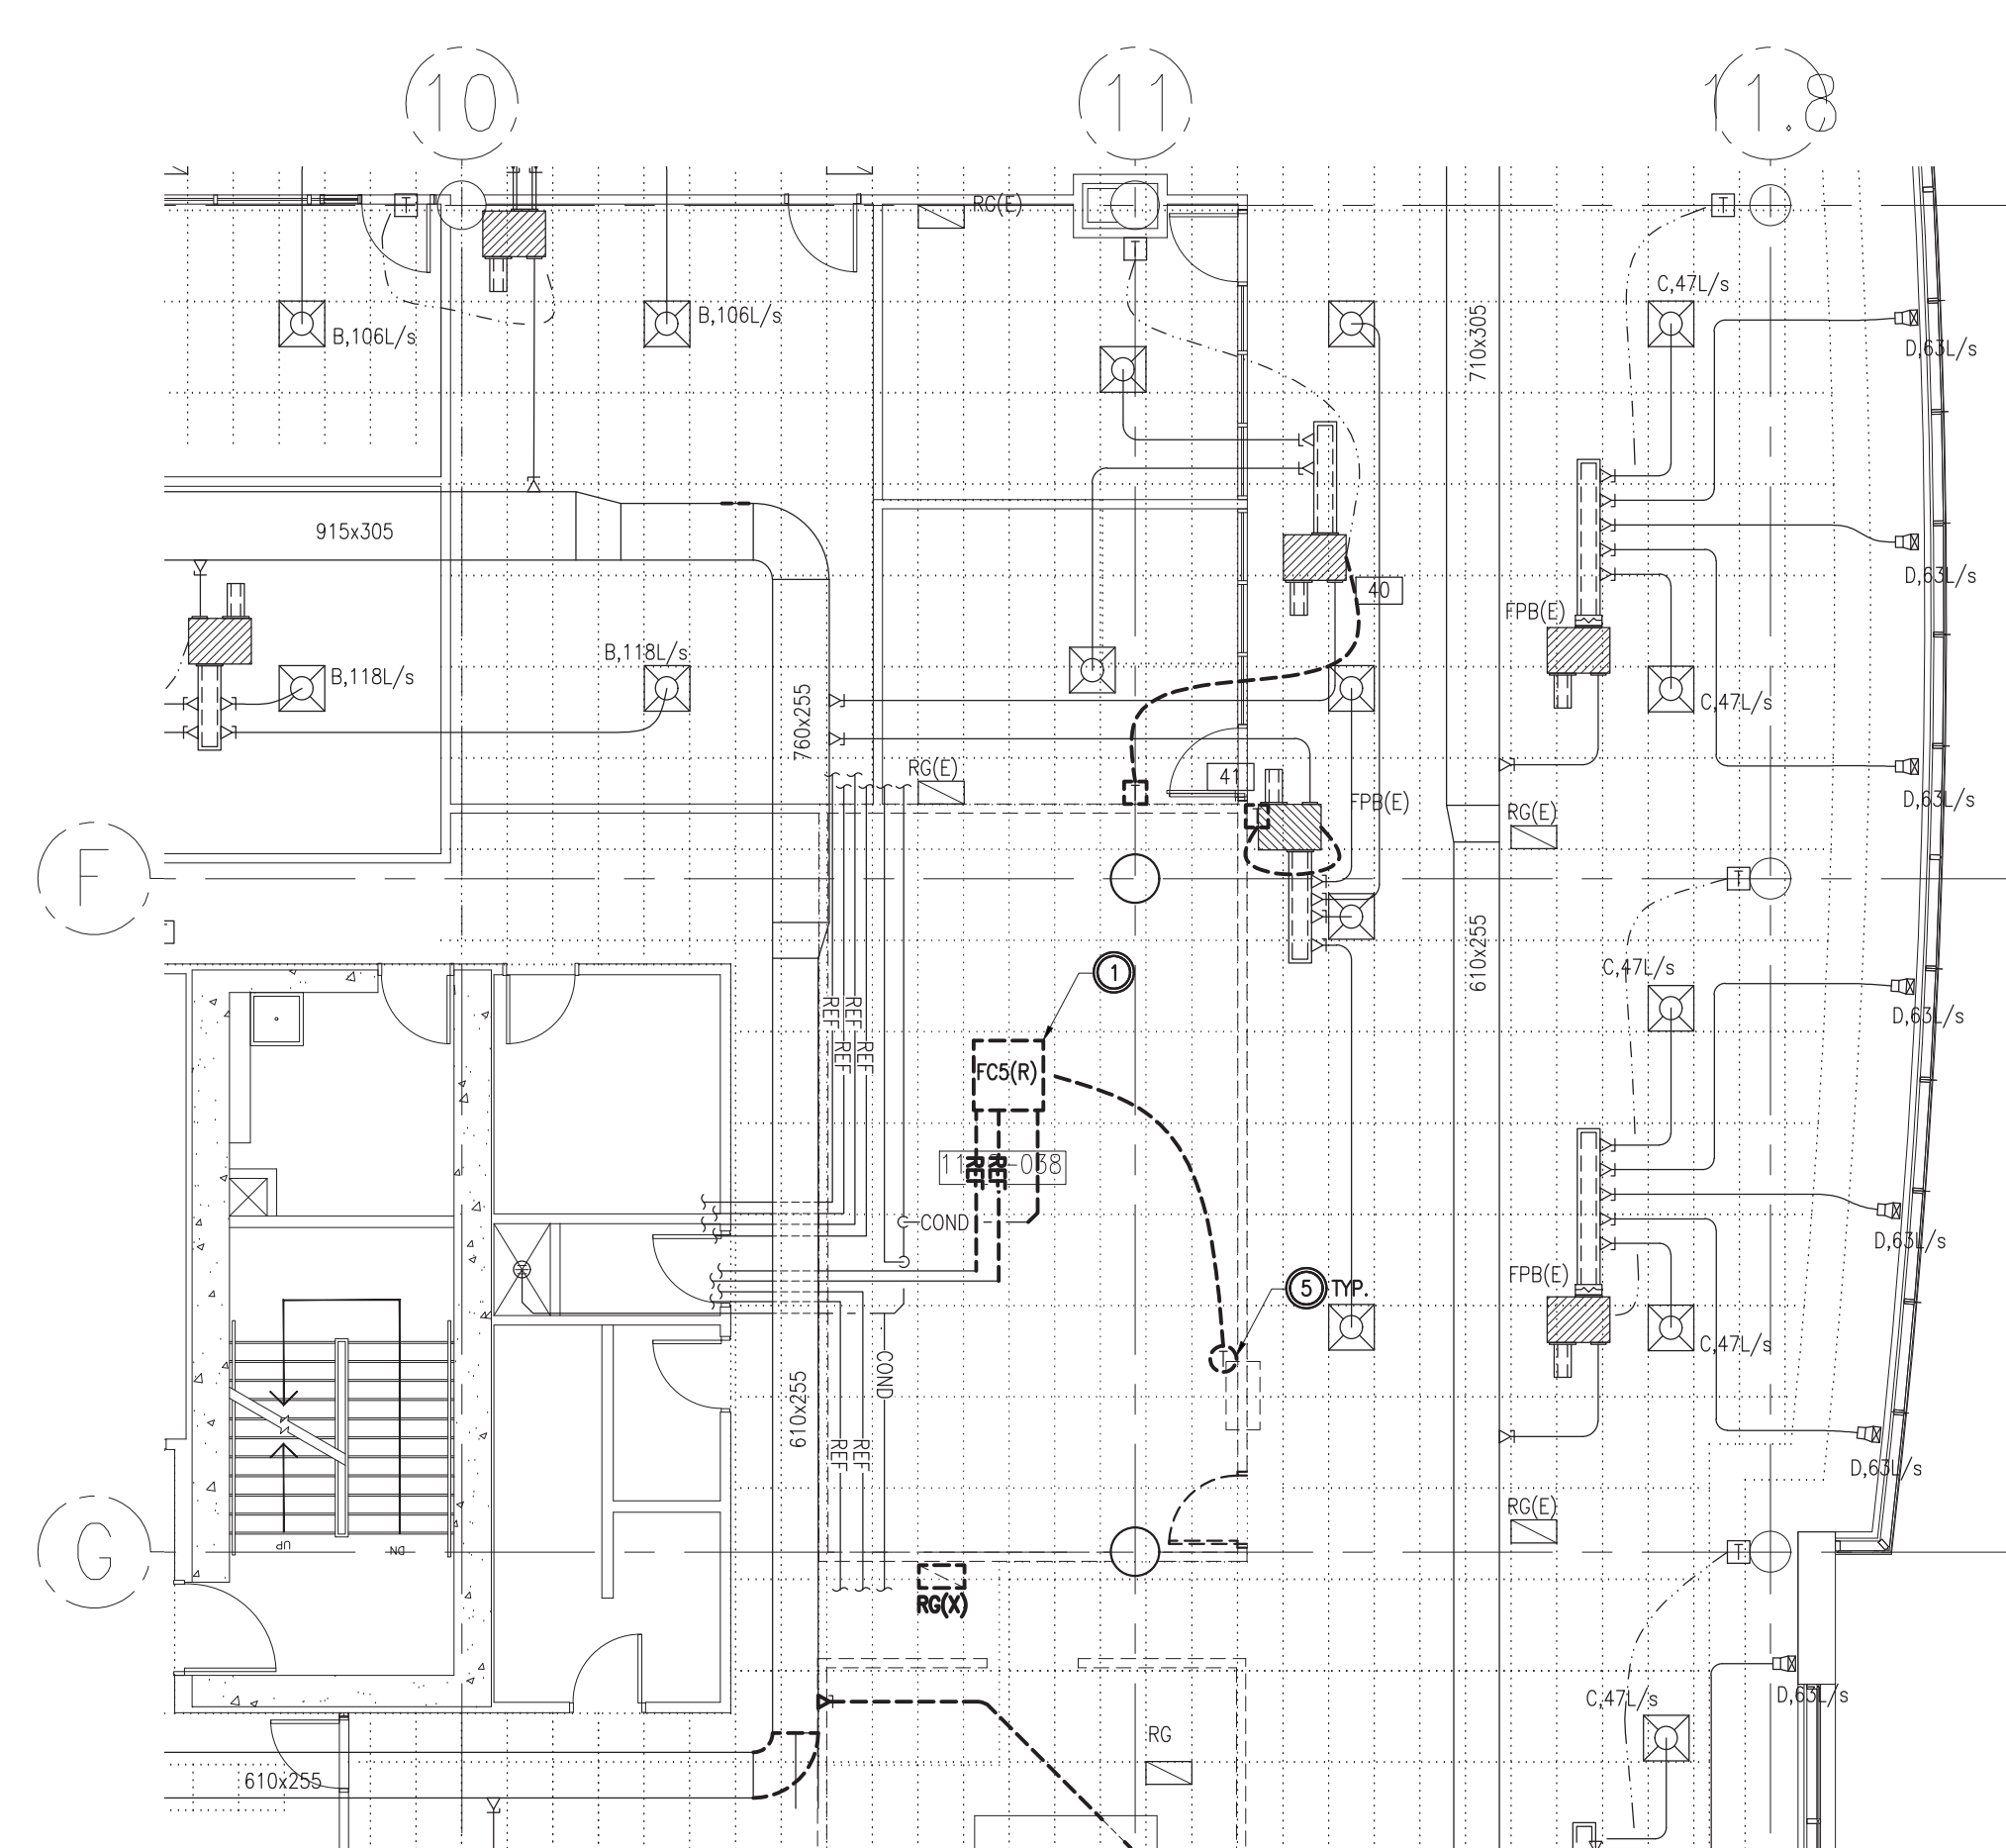 10
11
11.8
T
RG(E)
T
T
C,47L/s
B,106L/s
B,106L/s
710x305
D,63L/s
915x305
D,63L/s
40
FPB(E)
B,118L/s
B,118L/s
C,47L/s
760x255
RG(E)
41
FPB(E)
D,63L/s
RG(E)
F
T
610x255
C,47L/s
1
REF
REF
D,63L/s
REF
REF
FC5(R)
REF
REF
COND
D,63L/s
FPB(E)
5
TYP.
C,47L/s
T
COND
610x255
REF
REF
D,63L/s
RG(E)
G
UP
DN
T
RG(X)
C,47L/s
D,63L/s
RG
610x255